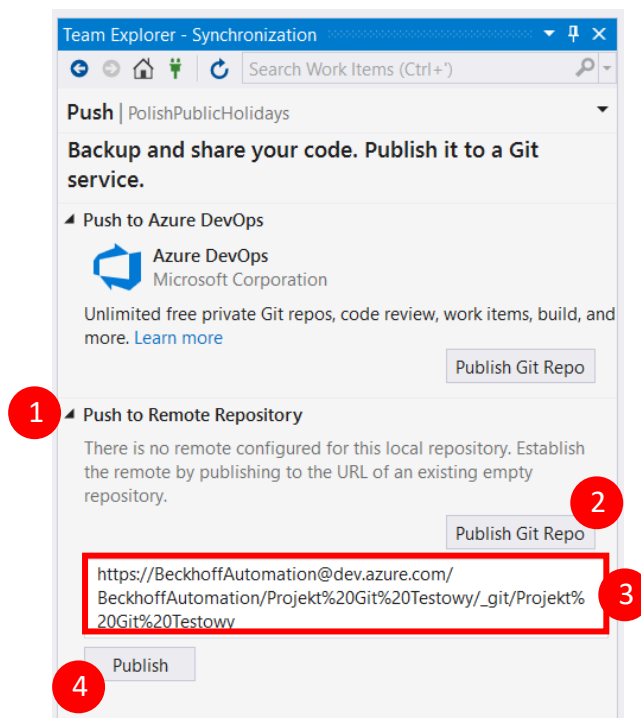 Team Explorer - Synchronization
Search Work Items (Ctrl+')
Push | PolishPublicHolidays
Backup and share your code. Publish it to a Git
service.
Push to Azure DevOps
Azure DevOps
Microsoft Corporation
Unlimited free private Git repos, code review, work items, build, and
more. Learn more
Publish Git Repo
1
Push to Remote Repository
There is no remote configured for this local repository. Establish
the remote by publishing to the URL of an existing empty
repository.
2
Publish Git Repo
https://BeckhoffAutomation@dev.azure.com/
BeckhoffAutomation/Projekt%20Git%20Testowy/_git/Projekt%
20Git%20Testowy
3
Publish
4